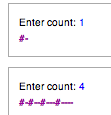 Enter count: 1
#-
Enter count: 4
#-#--#---#----